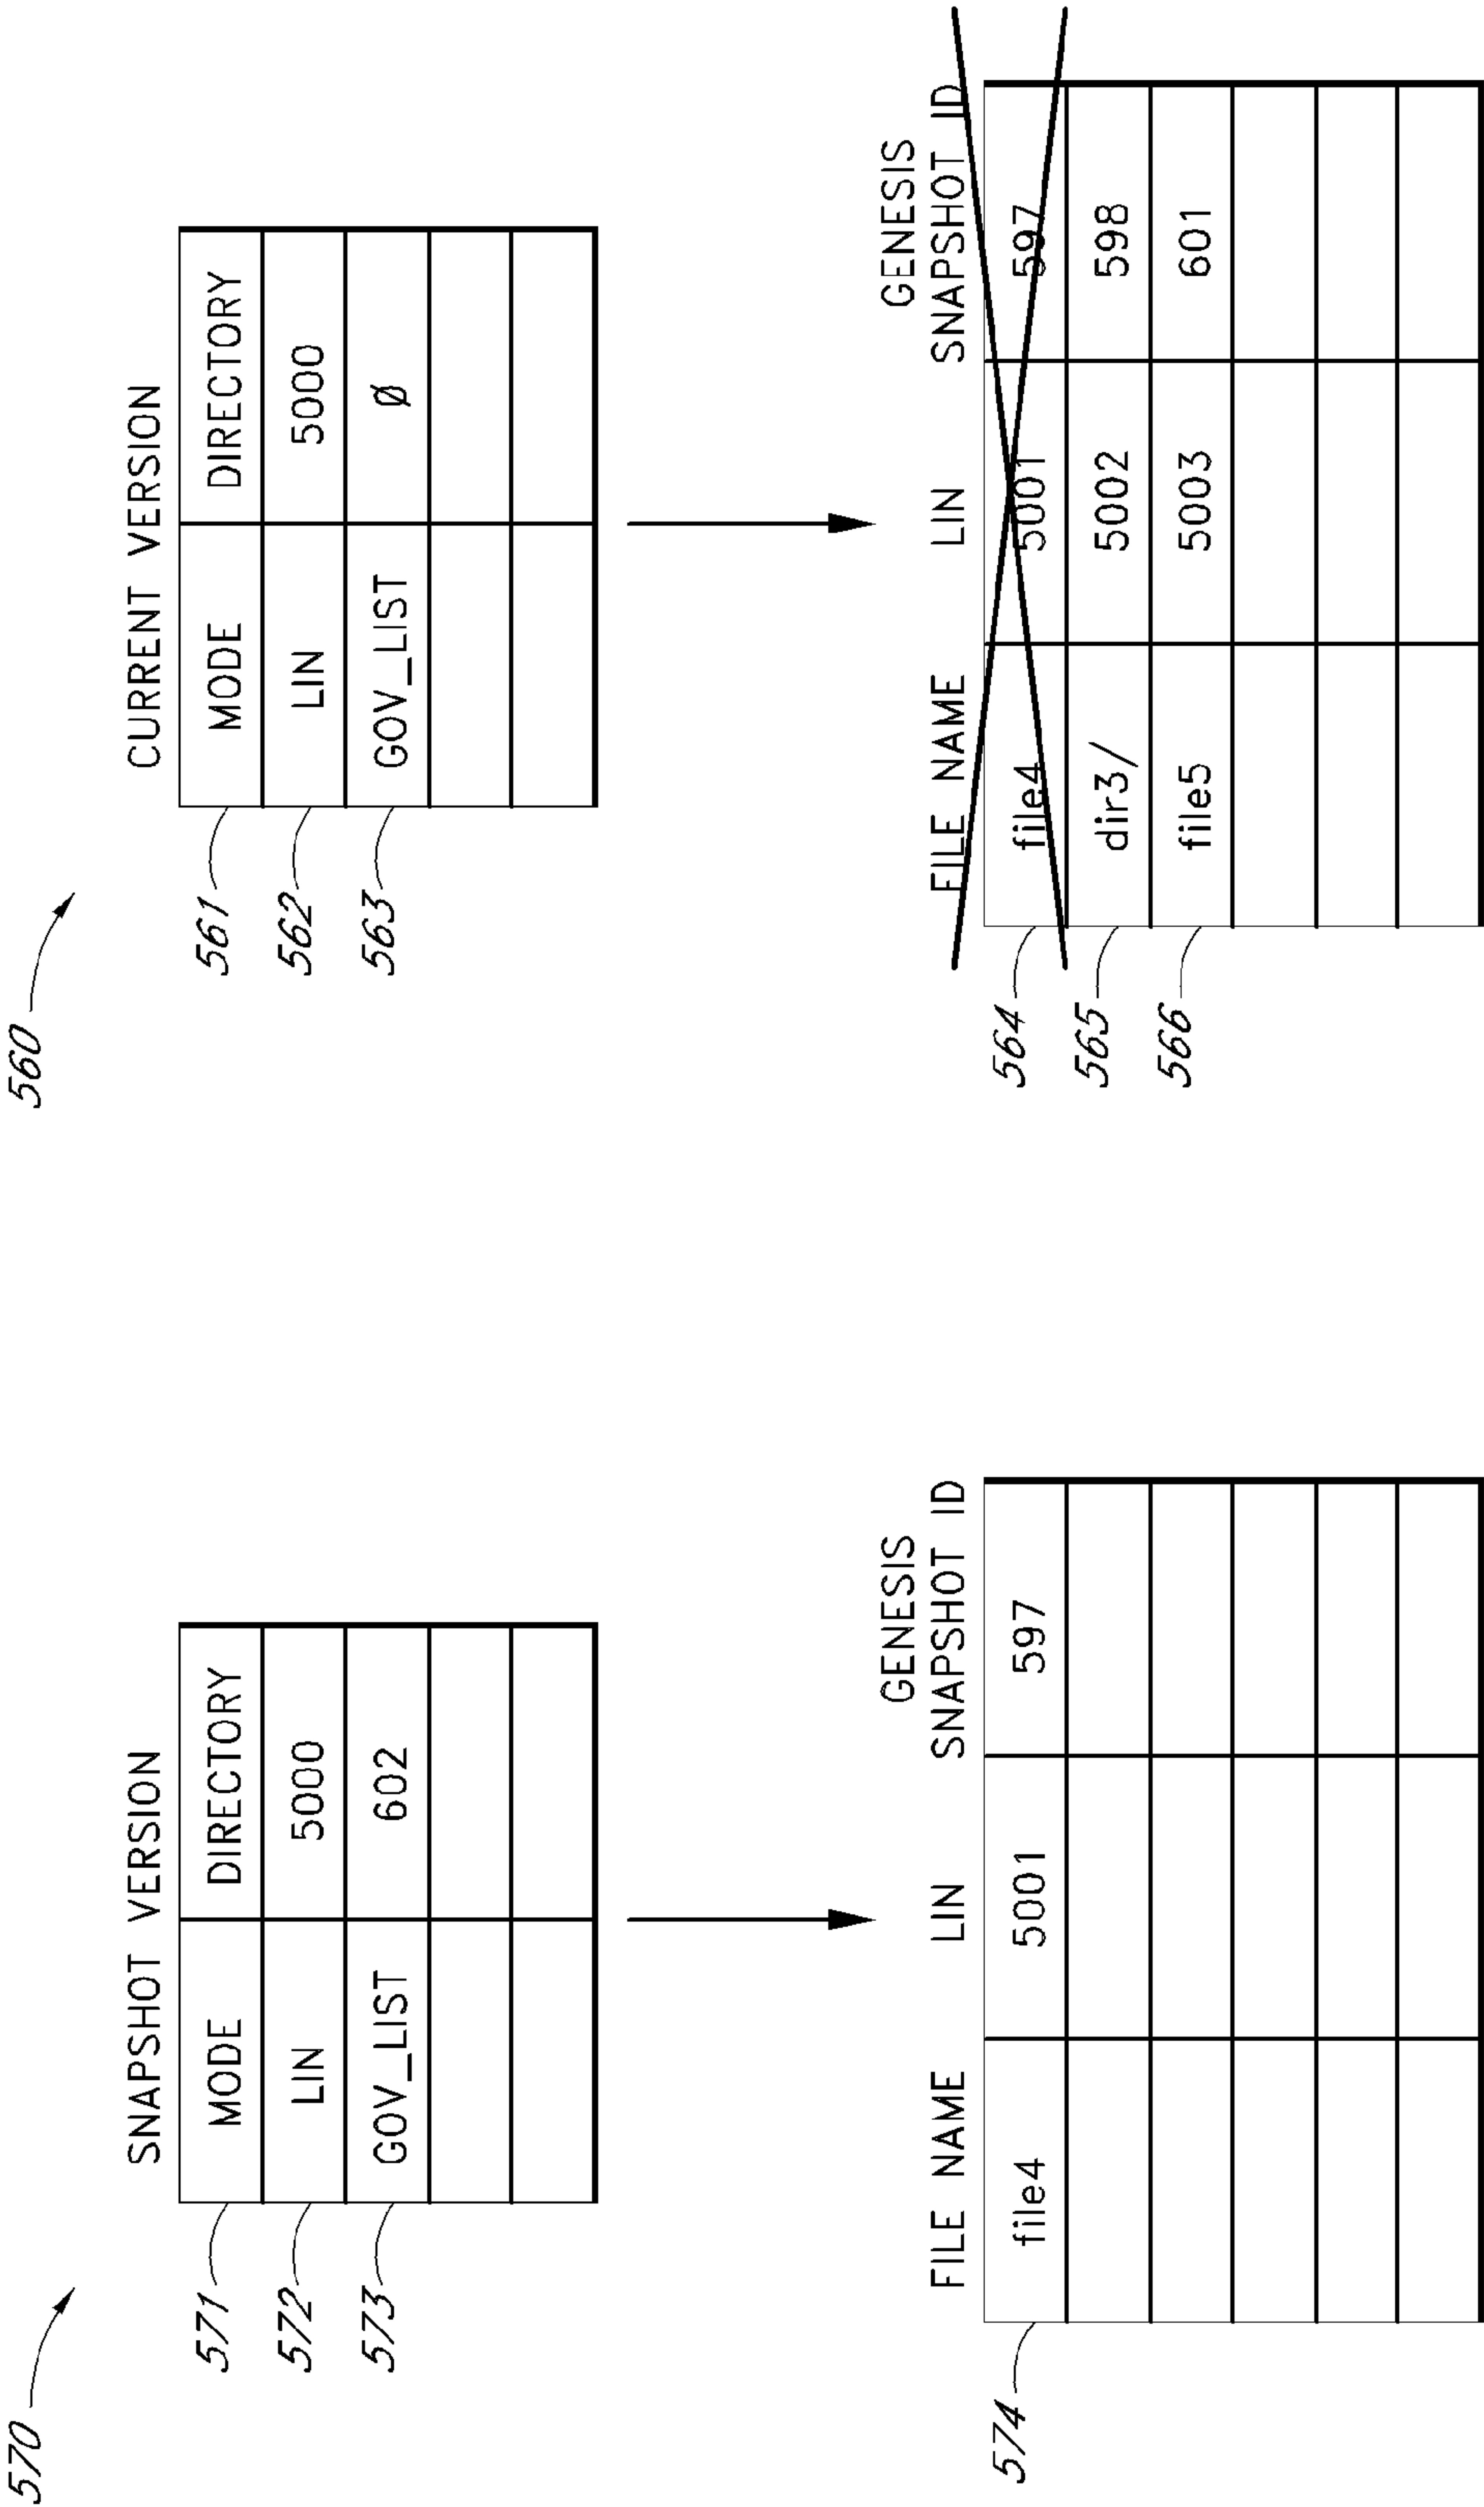 570
SNAPSHOT VERSION
571 MODE DIRECTORY
572 LIN 5000
573 GOV_LIST 602
FILE NAME LIN GENESIS
SNAPSHOT ID
574 file4 5001 597
560
CURRENT VERSION
561 MODE DIRECTORY
562 LIN 5000
563 GOV_LIST Ø
FILE NAME LIN GENESIS
SNAPSHOT ID
564 file4 5001 597
565 dir3/ 5002 598
566 file5 5003 601